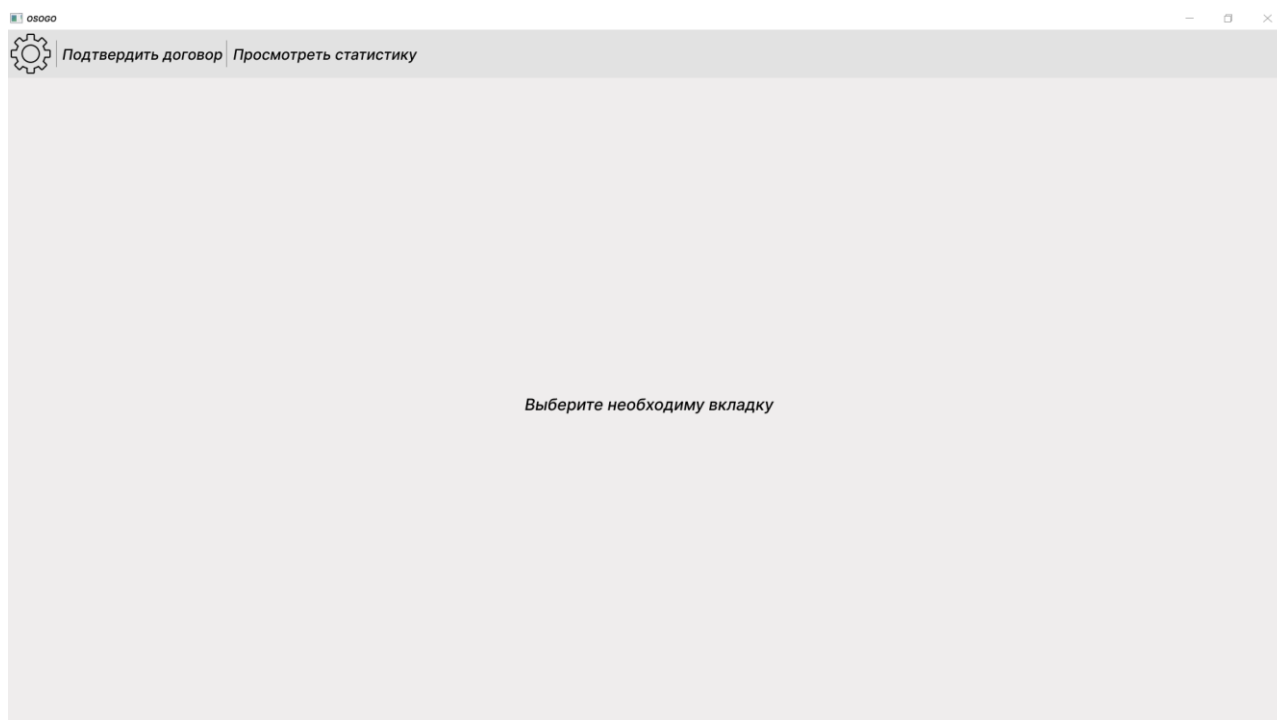 OSOGO
Подтвердить договор Просмотреть статистику
Выберите необходиму вкладку